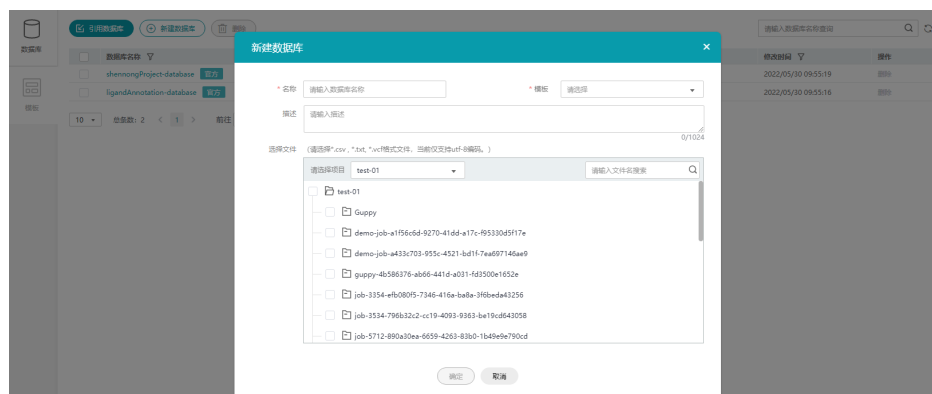 引用数据库 新建数据库 删除 请输入数据库名称查询
数据库
新建数据库 ×
数据库名称 修改时间 操作
shennongProject-database 官方 2022/05/30 09:55:19 删除
ligandAnnotation-database 官方 2022/05/30 09:55:16 删除
模板
10 总条数: 2 < 1 > 前往
* 名称 请输入数据库名称 * 模板 请选择
描述 请输入描述
0/1024
选择文件 (请选择*.csv , *.txt, *.vcf格式文件、当前仅支持utf-8编码。)
请选择项目 test-01 请输入文件名搜索
test-01
Guppy
demo-job-a1f56c6d-9270-41dd-a17c-f95330d5f17e
demo-job-a433c703-955c-4521-bd1f-7ea697146ae9
guppy-4b586376-ab66-441d-a031-fd3500e1652e
job-3354-efb080f5-7346-416a-ba8a-3f6beda43256
job-3534-796b32c2-cc19-4093-9363-be19cd643058
job-5712-890a30ea-6659-4263-83b0-1b49e9e790cd
确定 取消